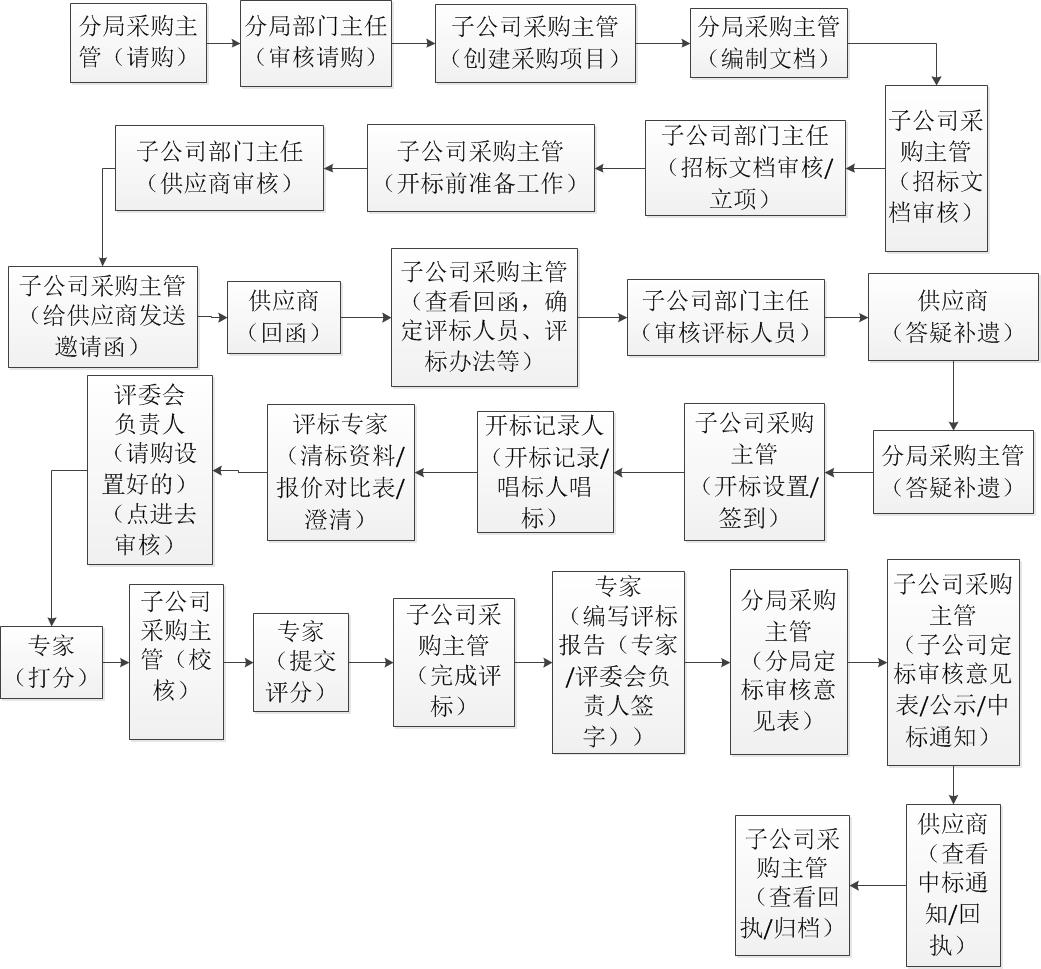 分局采购主
管（请购）
分局部门主任
（审核请购）
子公司采购主管
（创建采购项目）
分局采购主管
（编制文档）
子公司采
购主管
（招标文
档审核）
子公司部门主任
（招标文档审核/
立项）
子公司采购主管
（开标前准备工作）
子公司部门主任
（供应商审核）
子公司采购主管
（给供应商发送
邀请函）
供应商
（回函）
子公司采购主管
（查看回函，确
定评标人员、评
标办法等）
子公司部门主任
（审核评标人员）
供应商
（答疑补遗）
分局采购主管
（答疑补遗）
子公司采购
主管
（开标设置/
签到）
开标记录人
（开标记录/
唱标人唱
标）
评标专家
（清标资料/
报价对比表/
澄清）
评委会
负责人
（请购设
置好的）
（点进去
审核）
专家
（打分）
子公司
采购主
管（校
核）
专家
（提交
评分）
子公司采
购主管
（完成评
标）
专家
（编写评标
报告（专家
/评委会负
责人签
字））
分局采购
主管
（分局定
标审核意
见表）
子公司采购
主管
（子公司定
标审核意见
表/公示/中
标通知）
供应商
（查看
中标通
知/回
执）
子公司采
购主管
（查看回
执/归档）